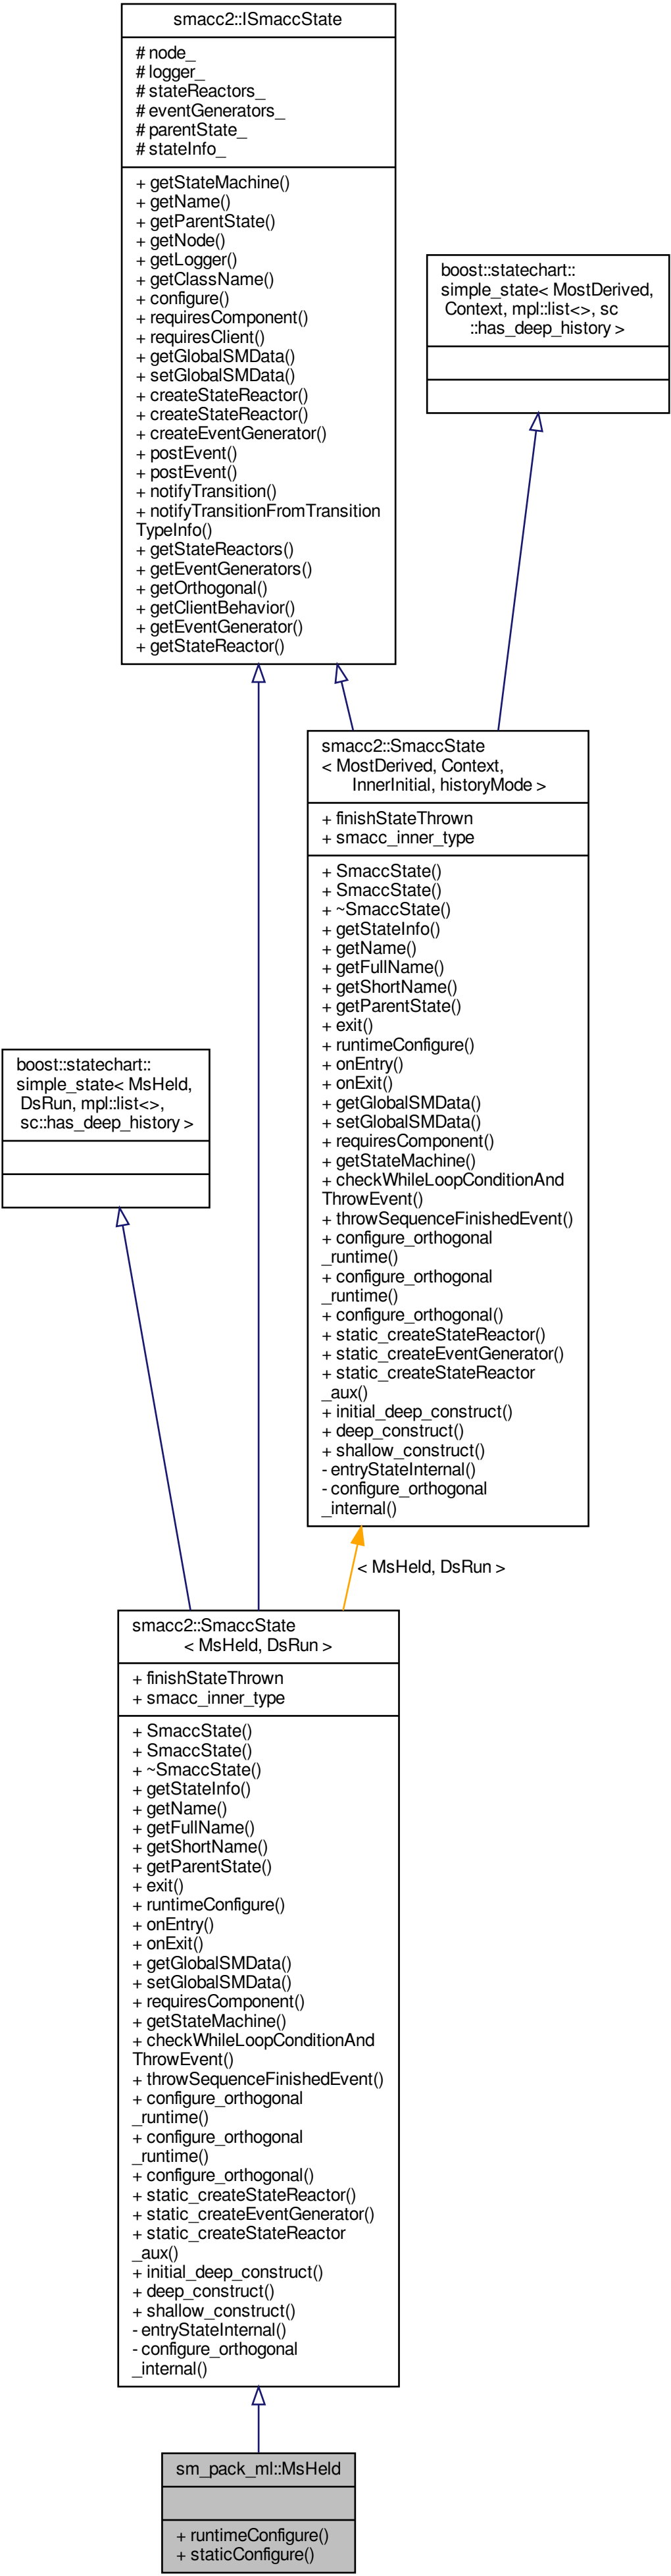 smacc2::ISmaccState
# node_
# logger_
# stateReactors_
# eventGenerators_
# parentState_
# stateInfo_
+ getStateMachine()
+ getName()
+ getParentState()
+ getNode()
+ getLogger()
+ getClassName()
+ configure()
+ requiresComponent()
+ requiresClient()
+ getGlobalSMData()
+ setGlobalSMData()
+ createStateReactor()
+ createStateReactor()
+ createEventGenerator()
+ postEvent()
+ postEvent()
+ notifyTransition()
+ notifyTransitionFromTransition
TypeInfo()
+ getStateReactors()
+ getEventGenerators()
+ getOrthogonal()
+ getClientBehavior()
+ getEventGenerator()
+ getStateReactor()
boost::statechart::
simple_state< MostDerived,
Context, mpl::list<>, sc
::has_deep_history >
smacc2::SmaccState
< MostDerived, Context,
InnerInitial, historyMode >
+ finishStateThrown
+ smacc_inner_type
+ SmaccState()
+ SmaccState()
+ ~SmaccState()
+ getStateInfo()
+ getName()
+ getFullName()
+ getShortName()
+ getParentState()
+ exit()
+ runtimeConfigure()
+ onEntry()
+ onExit()
+ getGlobalSMData()
+ setGlobalSMData()
+ requiresComponent()
+ getStateMachine()
+ checkWhileLoopConditionAnd
ThrowEvent()
+ throwSequenceFinishedEvent()
+ configure_orthogonal
_runtime()
+ configure_orthogonal
_runtime()
+ configure_orthogonal()
+ static_createStateReactor()
+ static_createEventGenerator()
+ static_createStateReactor
_aux()
+ initial_deep_construct()
+ deep_construct()
+ shallow_construct()
- entryStateInternal()
- configure_orthogonal
_internal()
boost::statechart::
simple_state< MsHeld,
DsRun, mpl::list<>,
sc::has_deep_history >
< MsHeld, DsRun >
smacc2::SmaccState
< MsHeld, DsRun >
+ finishStateThrown
+ smacc_inner_type
+ SmaccState()
+ SmaccState()
+ ~SmaccState()
+ getStateInfo()
+ getName()
+ getFullName()
+ getShortName()
+ getParentState()
+ exit()
+ runtimeConfigure()
+ onEntry()
+ onExit()
+ getGlobalSMData()
+ setGlobalSMData()
+ requiresComponent()
+ getStateMachine()
+ checkWhileLoopConditionAnd
ThrowEvent()
+ throwSequenceFinishedEvent()
+ configure_orthogonal
_runtime()
+ configure_orthogonal
_runtime()
+ configure_orthogonal()
+ static_createStateReactor()
+ static_createEventGenerator()
+ static_createStateReactor
_aux()
+ initial_deep_construct()
+ deep_construct()
+ shallow_construct()
- entryStateInternal()
- configure_orthogonal
_internal()
sm_pack_ml::MsHeld
+ runtimeConfigure()
+ staticConfigure()